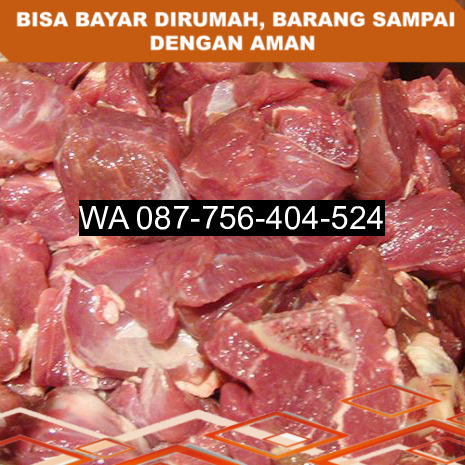 BISA BAYAR DIRUMAH, BARANG SAMPAI
DENGAN AMAN
WA 087-756-404-524